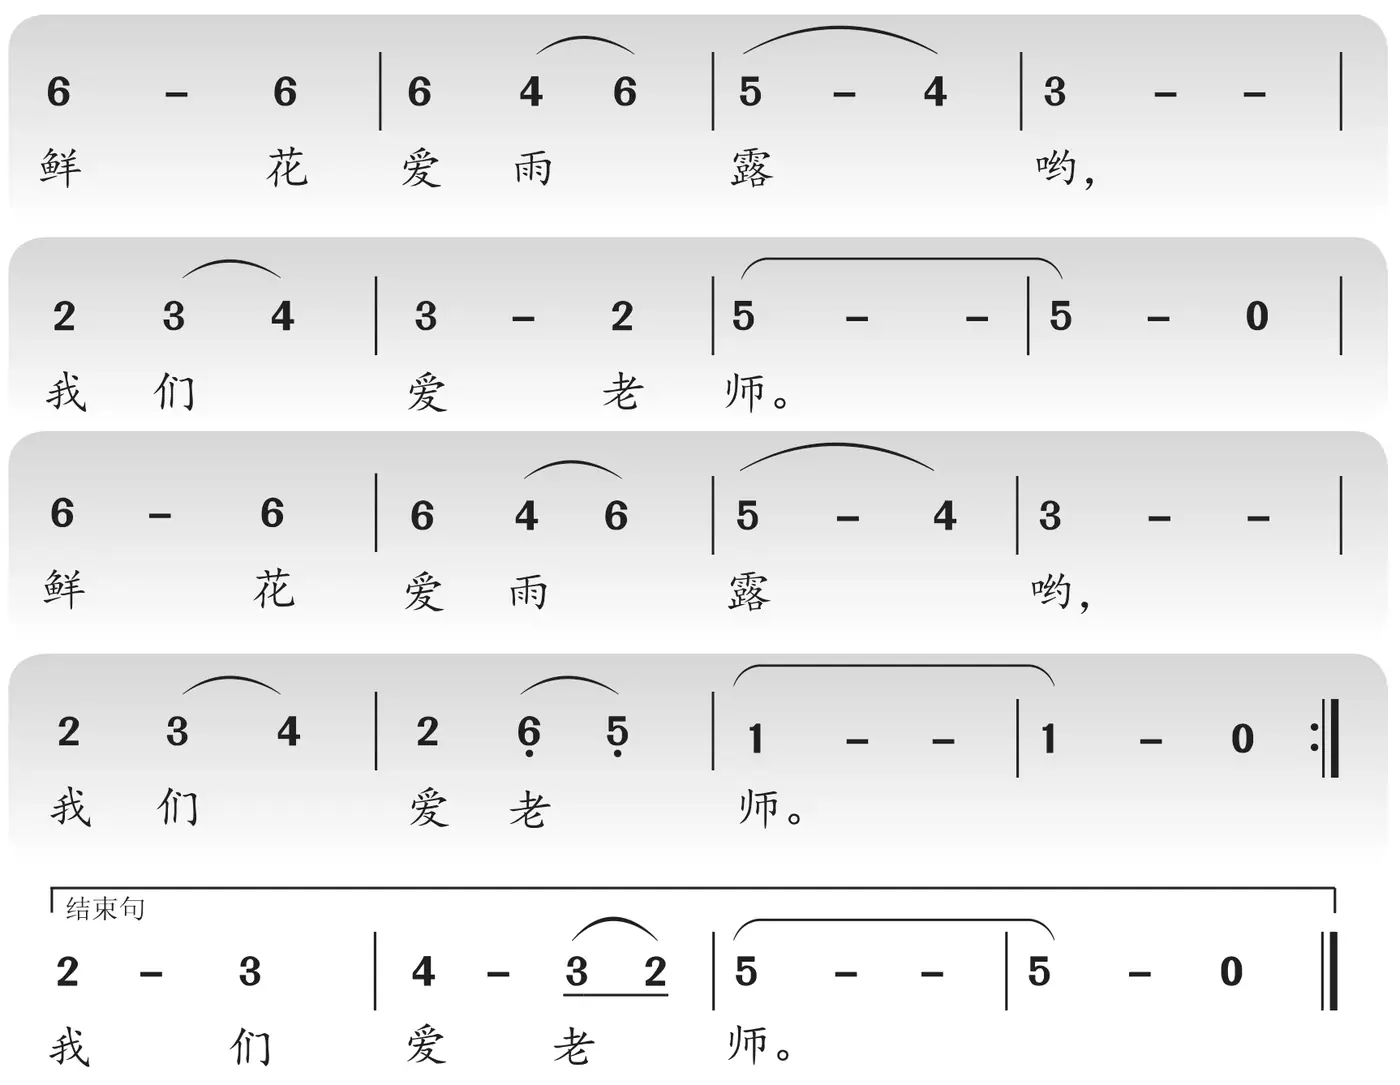 6 - 6 | 6 4 6 | 5 - 4 | 3 - - |
鲜 花 爱 雨 露 哟，
2 3 4 | 3 - 2 | 5 - - | 5 - 0 |
我 们 爱 老 师。
6 - 6 | 6 4 6 | 5 - 4 | 3 - - |
鲜 花 爱 雨 露 哟，
2 3 4 | 2 6̣ 5̣ | 1 - - | 1 - 0 :‖
我 们 爱 老 师。
结束句
2 - 3 | 4 - 3 2 | 5 - - | 5 - 0 ‖
我 们 爱 老 师。